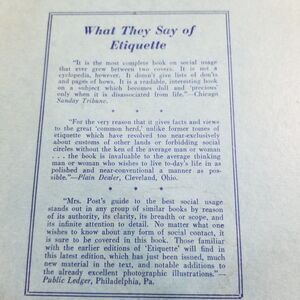 What They Say of
Etiquette
"It is the most complete book on social usage
that ever grew between two covers. It is not a
cyclopedia, however. It doesn't give lists of don'ts
and pages of hows. It is a readable, interesting book
on a subject which becomes dull and 'precious'
only when it is disassociated from life."—Chicago
Sunday Tribune.
"For the very reason that it gives facts and views
to the great 'common herd,' unlike former tomes of
etiquette which have revolved too near-exclusively
about customs of other lands or forbidding social
circles without the ken of the average man or woman
. . . the book is invaluable to the average thinking
man or woman who wishes to live to-day's life in as
polished and near-conventional a manner as pos-
sible."—Plain Dealer, Cleveland, Ohio.
"Mrs. Post's guide to the best social usage
stands out in any group of similar books by reason
of its authority, its clarity, its breadth or scope, and
its infinite attention to detail. No matter what one
wishes to know about any form of social contact, it
is sure to be covered in this book. Those familiar
with the earlier editions of 'Etiquette' will find in
this latest edition, which has just been issued, much
new material in the text, and notable additions to
the already excellent photographic illustrations."—
Public Ledger, Philadelphia, Pa.